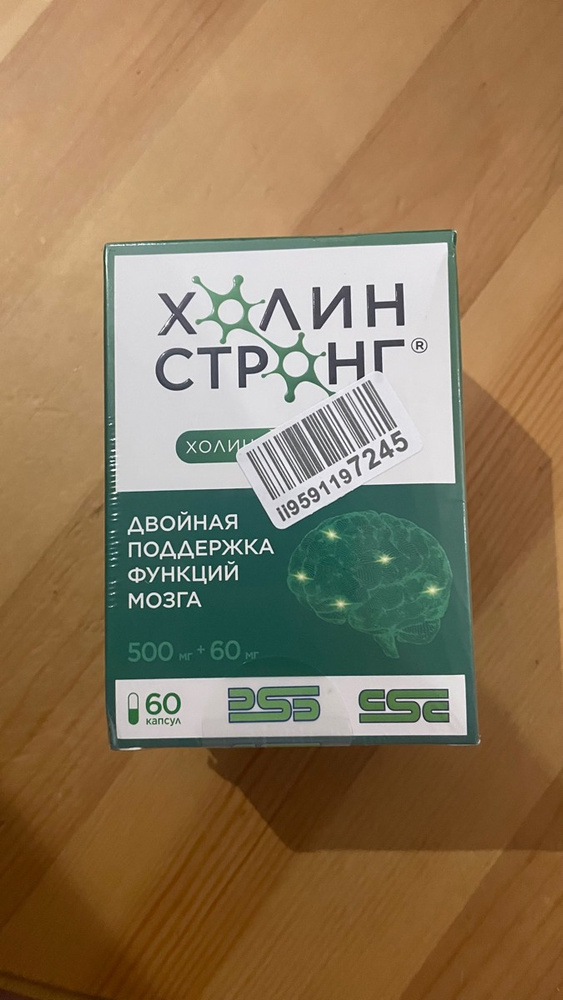 ХОЛИН
СТРОНГ®
ХОЛИН
ii9591197245
ДВОЙНАЯ
ПОДДЕРЖКА
ФУНКЦИЙ
МОЗГА
500 мг + 60 мг
60
капсул